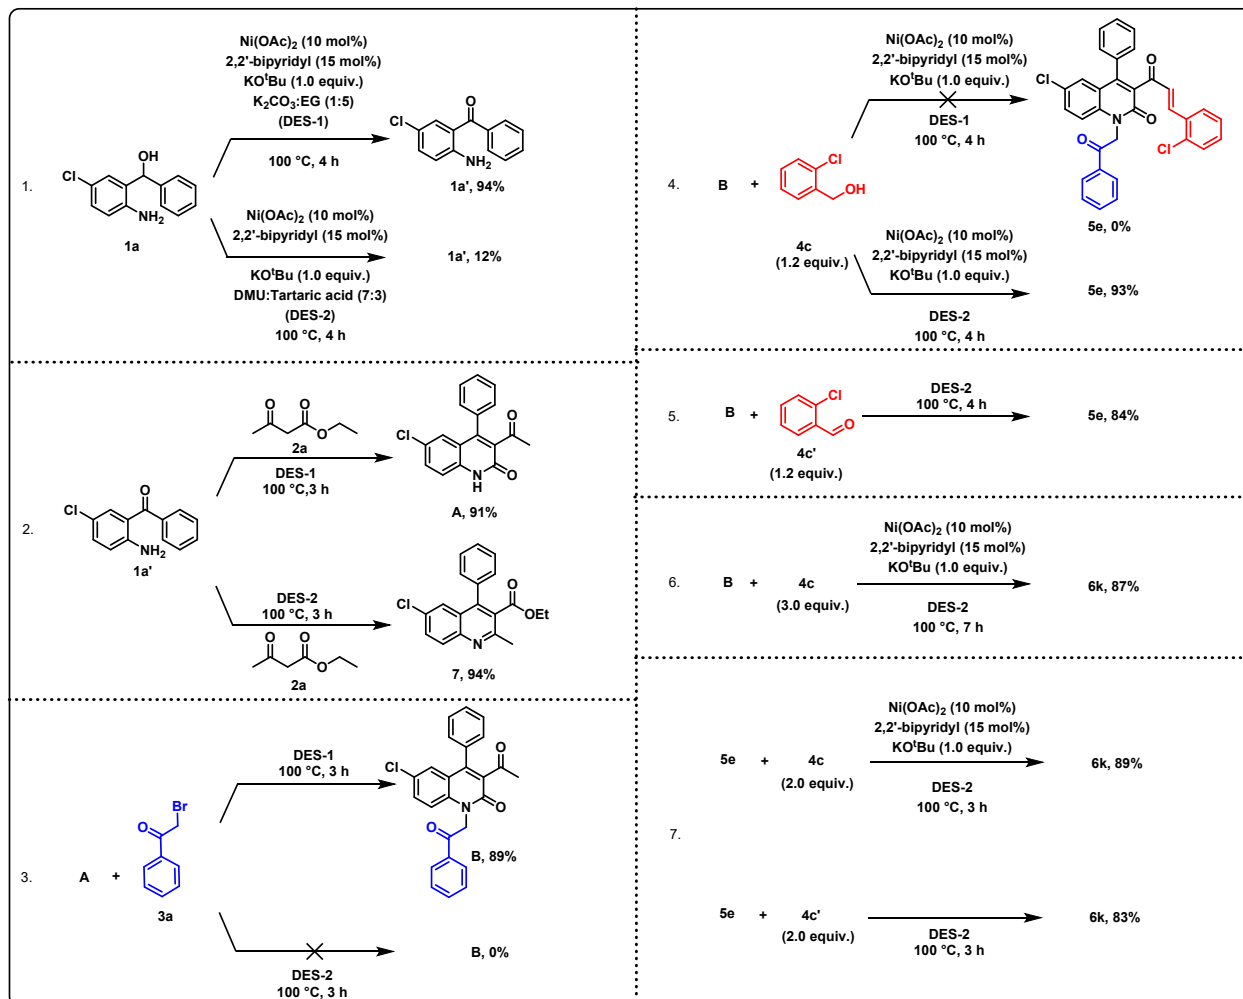 1.
Ni(OAc)2 (10 mol%)
2,2'-bipyridyl (15 mol%)
KOtBu (1.0 equiv.)
K2CO3:EG (1:5)
(DES-1)
100 °C, 4 h
OH
Cl
NH2
1a
O
Cl
NH2
1a', 94%
Ni(OAc)2 (10 mol%)
2,2'-bipyridyl (15 mol%)
KOtBu (1.0 equiv.)
DMU:Tartaric acid (7:3)
(DES-2)
100 °C, 4 h
1a', 12%
2.
O
Cl
NH2
1a'
O O
O
2a
DES-1
100 °C,3 h
Cl
O
N
H
O
A, 91%
DES-2
100 °C, 3 h
O O
O
2a
Cl
O
OEt
N
7, 94%
3.
A
+
Br
O
3a
DES-1
100 °C, 3 h
Cl
O
N
O
O
B, 89%
DES-2
100 °C, 3 h
B, 0%
4.
B
+
Cl
OH
4c
(1.2 equiv.)
Ni(OAc)2 (10 mol%)
2,2'-bipyridyl (15 mol%)
KOtBu (1.0 equiv.)
DES-1
100 °C, 4 h
Cl
O
N
O
Cl
O
5e, 0%
Ni(OAc)2 (10 mol%)
2,2'-bipyridyl (15 mol%)
KOtBu (1.0 equiv.)
DES-2
100 °C, 4 h
5e, 93%
5.
B
+
Cl
O
4c'
(1.2 equiv.)
DES-2
100 °C, 4 h
5e, 84%
6.
B
+
4c
(3.0 equiv.)
Ni(OAc)2 (10 mol%)
2,2'-bipyridyl (15 mol%)
KOtBu (1.0 equiv.)
DES-2
100 °C, 7 h
6k, 87%
7.
5e
+
4c
(2.0 equiv.)
Ni(OAc)2 (10 mol%)
2,2'-bipyridyl (15 mol%)
KOtBu (1.0 equiv.)
DES-2
100 °C, 3 h
6k, 89%
5e
+
4c'
(2.0 equiv.)
DES-2
100 °C, 3 h
6k, 83%